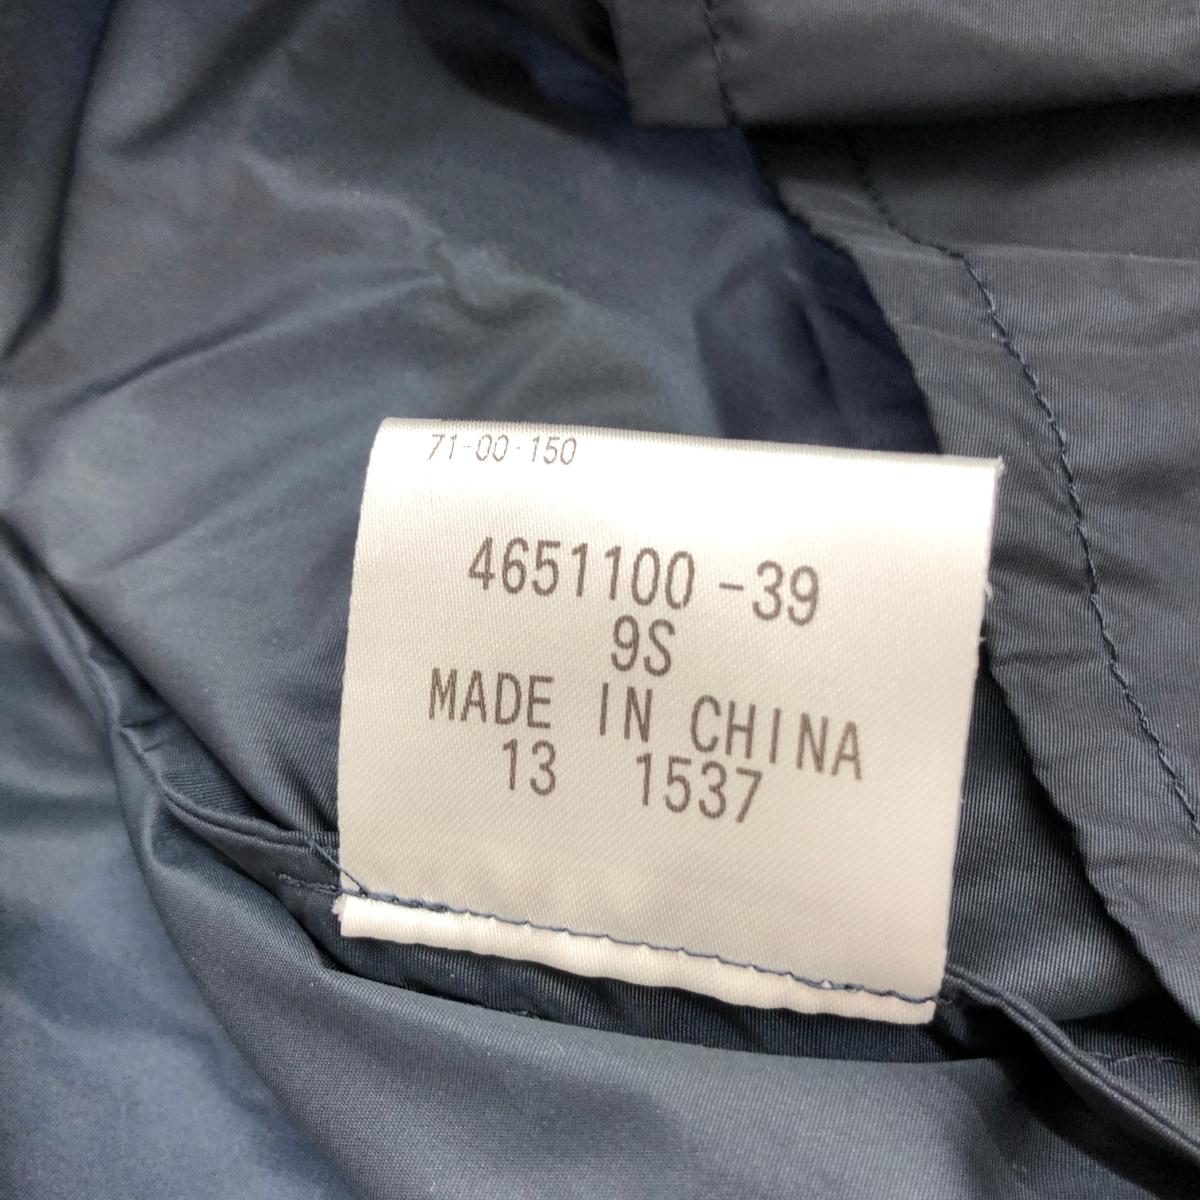 71-00-150
4651100-39
9S
MADE IN CHINA
13 1537